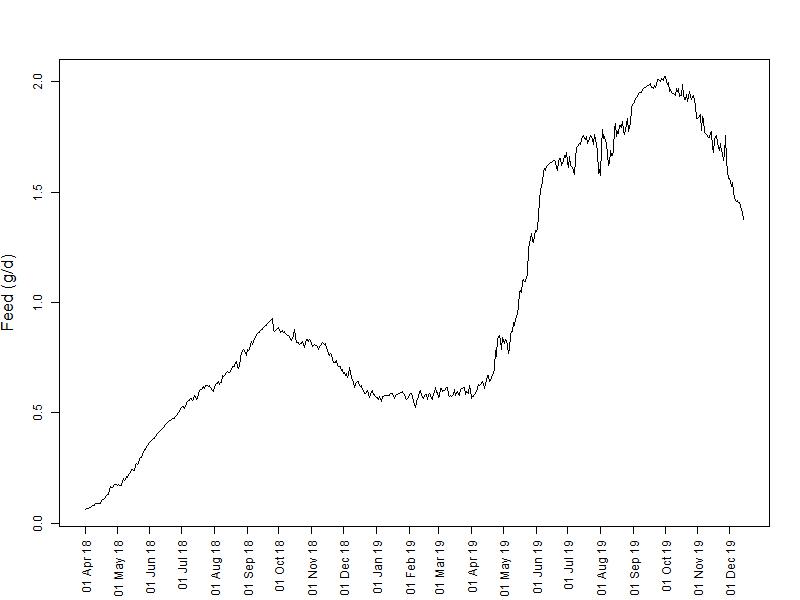 Feed (g/d)
2.0
1.5
1.0
0.5
0.0
01 Apr 18
01 May 18
01 Jun 18
01 Jul 18
01 Aug 18
01 Sep 18
01 Oct 18
01 Nov 18
01 Dec 18
01 Jan 19
01 Feb 19
01 Mar 19
01 Apr 19
01 May 19
01 Jun 19
01 Jul 19
01 Aug 19
01 Sep 19
01 Oct 19
01 Nov 19
01 Dec 19